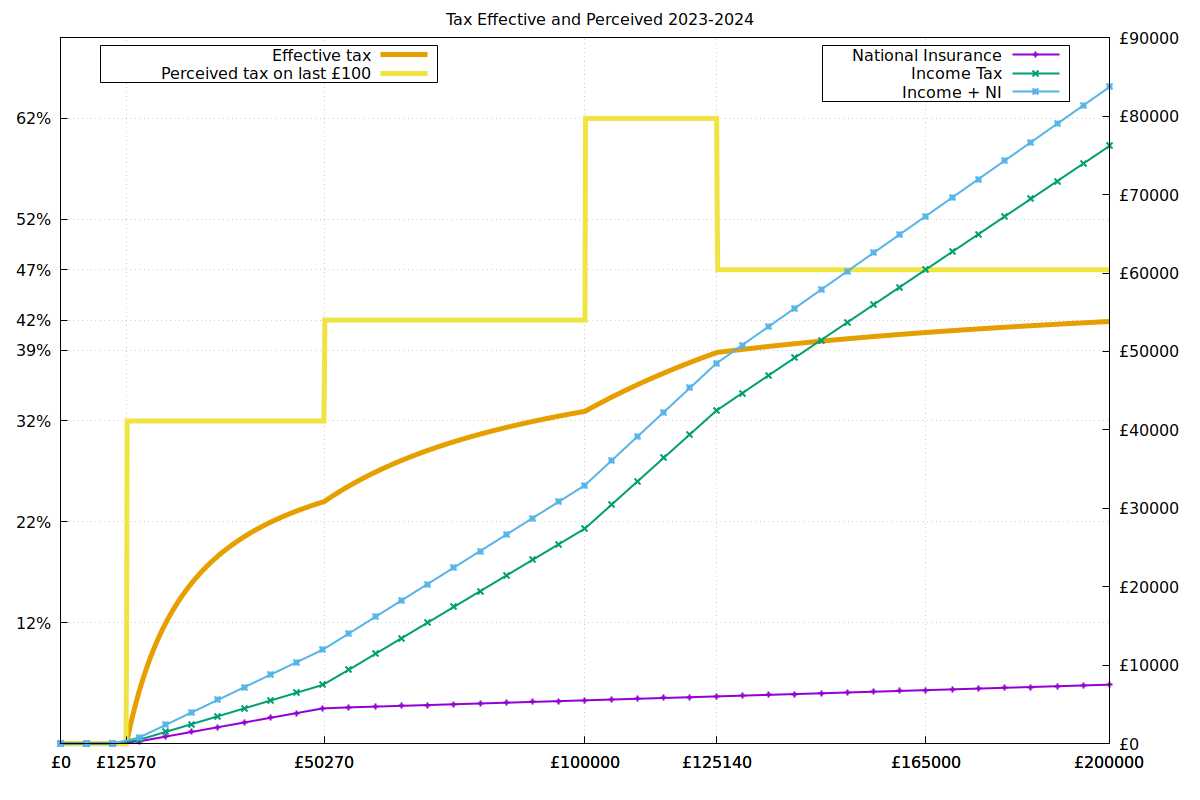 Tax Effective and Perceived 2023-2024
Effective tax
Perceived tax on last £100
National Insurance
Income Tax
Income + NI
62%
52%
47%
42%
39%
32%
22%
12%
£90000
£80000
£70000
£60000
£50000
£40000
£30000
£20000
£10000
£0
£0 £12570 £50270 £100000 £125140 £165000 £200000